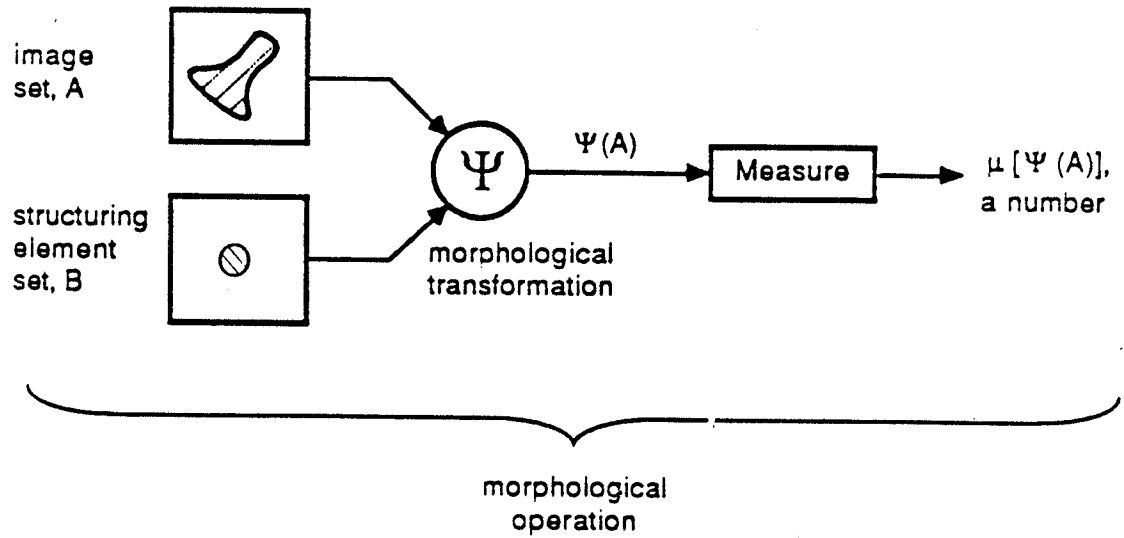 image
set, A
structuring
element
set, B
Ψ
morphological
transformation
Ψ(A)
Measure
μ [Ψ (A)],
a number
morphological
operation